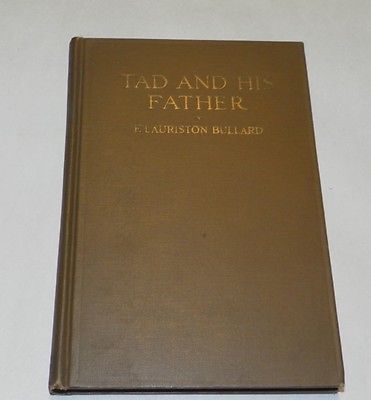 TAD AND HIS
FATHER
F. LAURISTON BULLARD